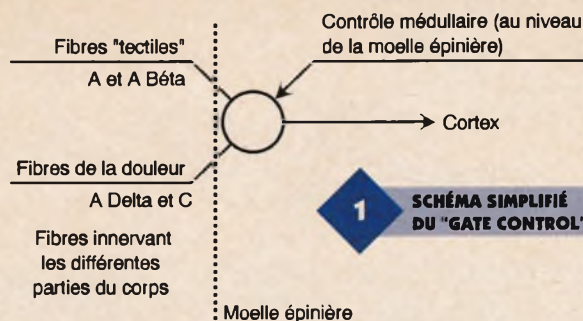 Fibres "tectiles"
A et A Béta
Contrôle médullaire (au niveau
de la moelle épinière)
Cortex
Fibres de la douleur
A Delta et C
Fibres innervant
les différentes
parties du corps
Moelle épinière
1
SCHÉMA SIMPLIFIÉ
DU "GATE CONTROL"